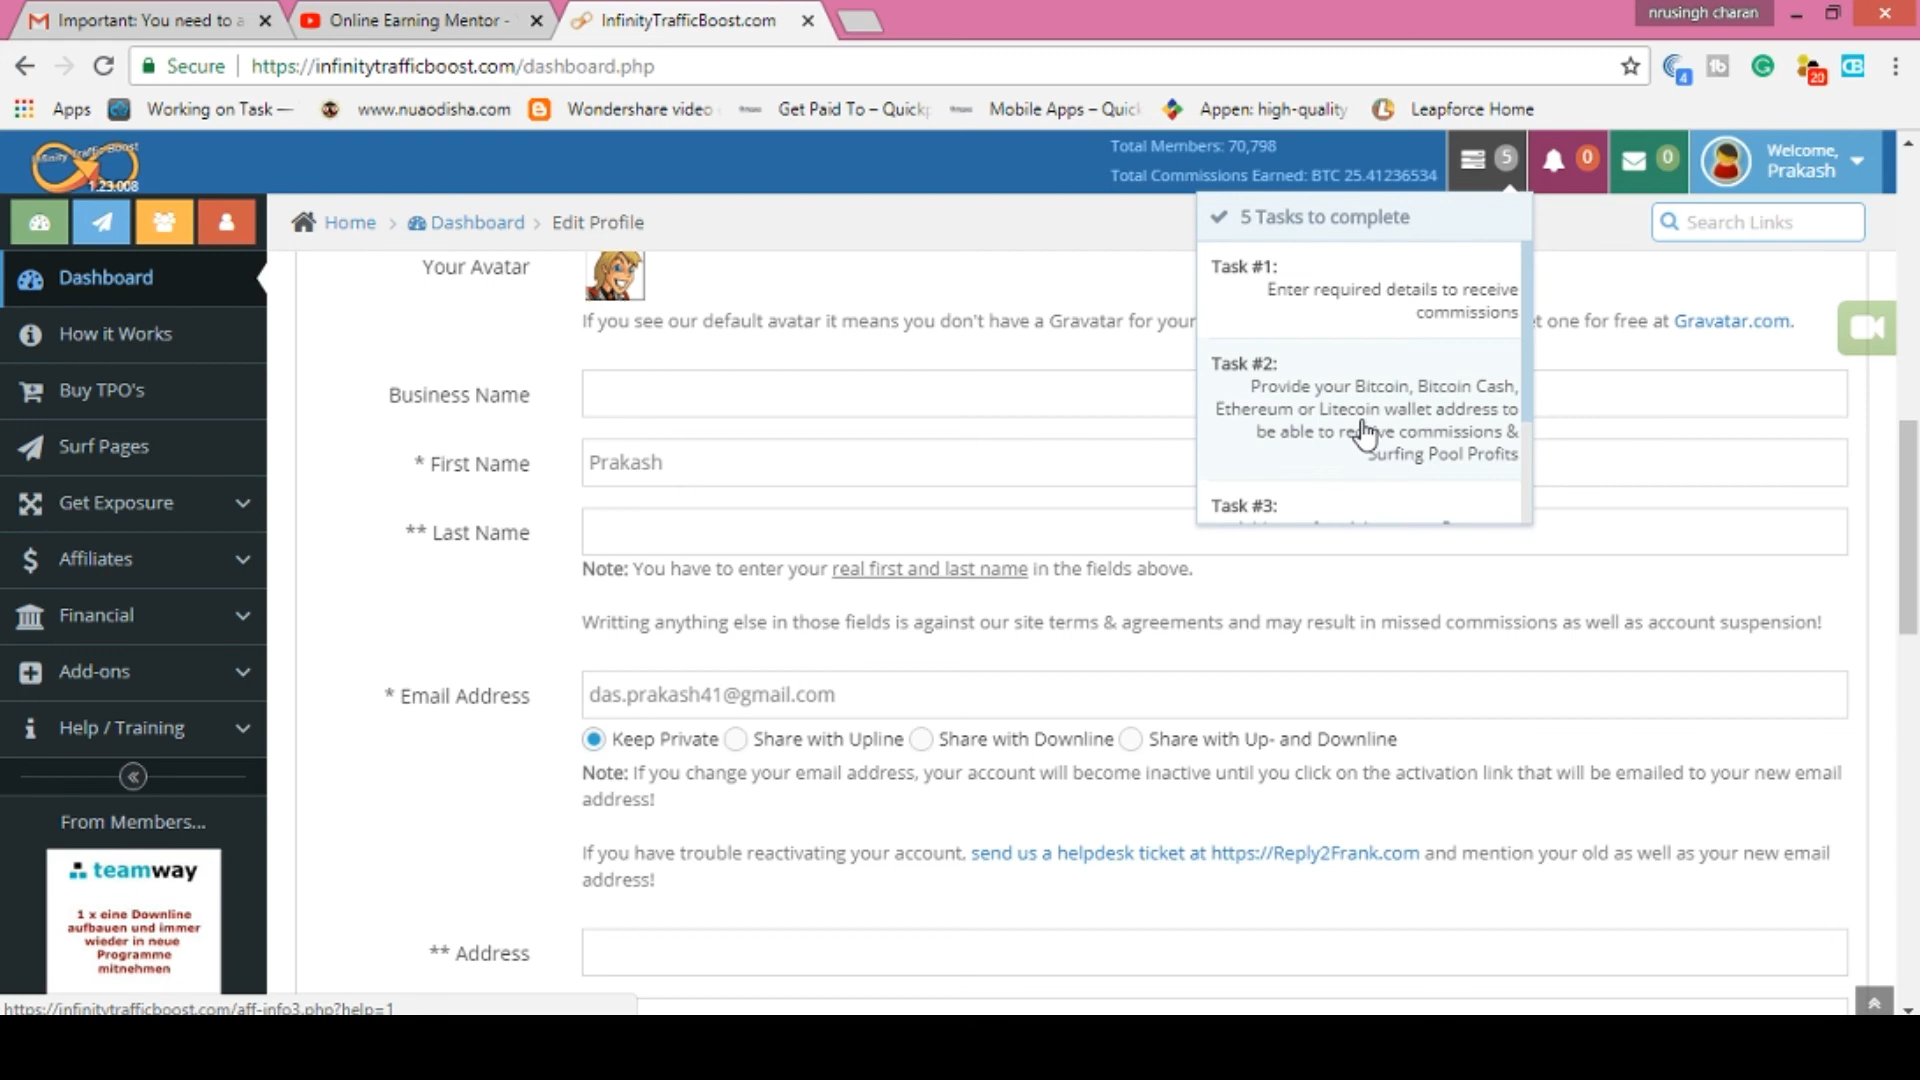 Important: You need to a
Online Earning Mentor -
InfinityTrafficBoost.com
nrusingh charan
Secure
https://infinitytrafficboost.com/dashboard.php
4
20
Apps
Working on Task —
www.nuaodisha.com
Wondershare video
Get Paid To – Quick
Mobile Apps – Quick
Appen: high-quality
Leapforce Home
Infinity Traffic Boost
1.23.008
Total Members: 70,798
Total Commissions Earned: BTC 25.41236534
5
0
0
Welcome,
Prakash
Home > Dashboard > Edit Profile
Search Links
5 Tasks to complete
Task #1:
Enter required details to receive
commissions
Task #2:
Provide your Bitcoin, Bitcoin Cash,
Ethereum or Litecoin wallet address to
be able to receive commissions &
Surfing Pool Profits
Task #3:
Dashboard
How it Works
Buy TPO's
Surf Pages
Get Exposure
Affiliates
Financial
Add-ons
Help / Training
From Members...
teamway
1 x eine Downline
aufbauen und immer
wieder in neue
Programme
mitnehmen
Your Avatar
If you see our default avatar it means you don't have a Gravatar for your
t one for free at Gravatar.com.
Business Name
* First Name
Prakash
** Last Name
Note: You have to enter your real first and last name in the fields above.
Writting anything else in those fields is against our site terms & agreements and may result in missed commissions as well as account suspension!
* Email Address
das.prakash41@gmail.com
Keep Private
Share with Upline
Share with Downline
Share with Up- and Downline
Note: If you change your email address, your account will become inactive until you click on the activation link that will be emailed to your new email
address!
If you have trouble reactivating your account, send us a helpdesk ticket at https://Reply2Frank.com and mention your old as well as your new email
address!
** Address
https://infinitytrafficboost.com/aff-info3.php?help=1